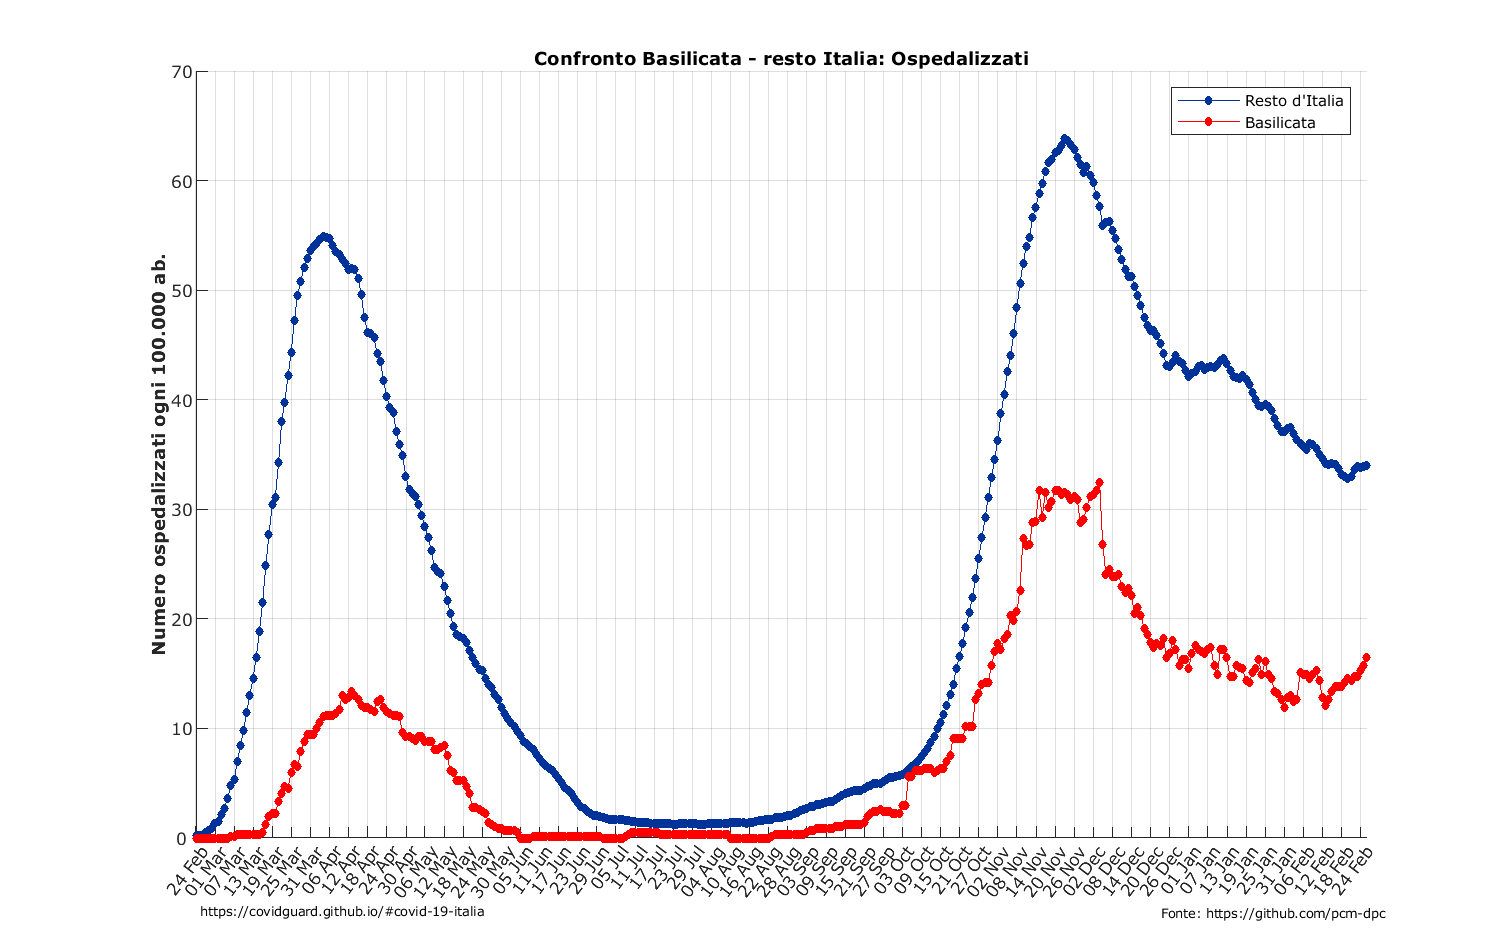 Confronto Basilicata - resto Italia: Ospedalizzati
Numero ospedalizzati ogni 100.000 ab.
70
60
50
40
30
20
10
0
Resto d'Italia
Basilicata
24 Feb
01 Mar
07 Mar
13 Mar
19 Mar
25 Mar
31 Mar
06 Apr
12 Apr
18 Apr
24 Apr
30 Apr
06 May
12 May
18 May
24 May
30 May
05 Jun
11 Jun
17 Jun
23 Jun
29 Jun
05 Jul
11 Jul
17 Jul
23 Jul
29 Jul
04 Aug
10 Aug
16 Aug
22 Aug
28 Aug
03 Sep
09 Sep
15 Sep
21 Sep
27 Sep
03 Oct
09 Oct
15 Oct
21 Oct
27 Oct
02 Nov
08 Nov
14 Nov
20 Nov
26 Nov
02 Dec
08 Dec
14 Dec
20 Dec
26 Dec
01 Jan
07 Jan
13 Jan
19 Jan
25 Jan
31 Jan
06 Feb
12 Feb
18 Feb
24 Feb
https://covidguard.github.io/#covid-19-italia
Fonte: https://github.com/pcm-dpc